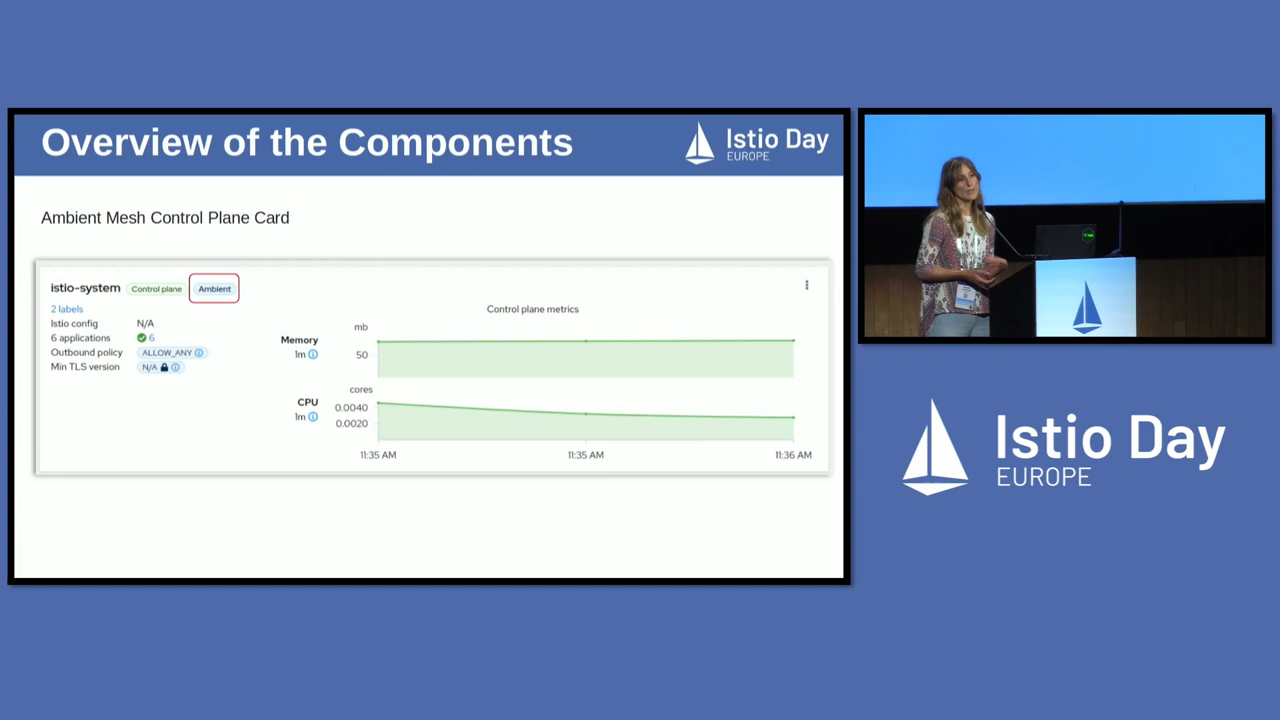 Overview of the Components
Istio Day
EUROPE
Ambient Mesh Control Plane Card
istio-system Control plane Ambient
2 labels
Istio config N/A
6 applications 6
Outbound policy ALLOW_ANY
Min TLS version N/A
Control plane metrics
mb
Memory
1m
50
cores
CPU
1m
0.0040
0.0020
11:35 AM 11:35 AM 11:36 AM
Istio Day
EUROPE